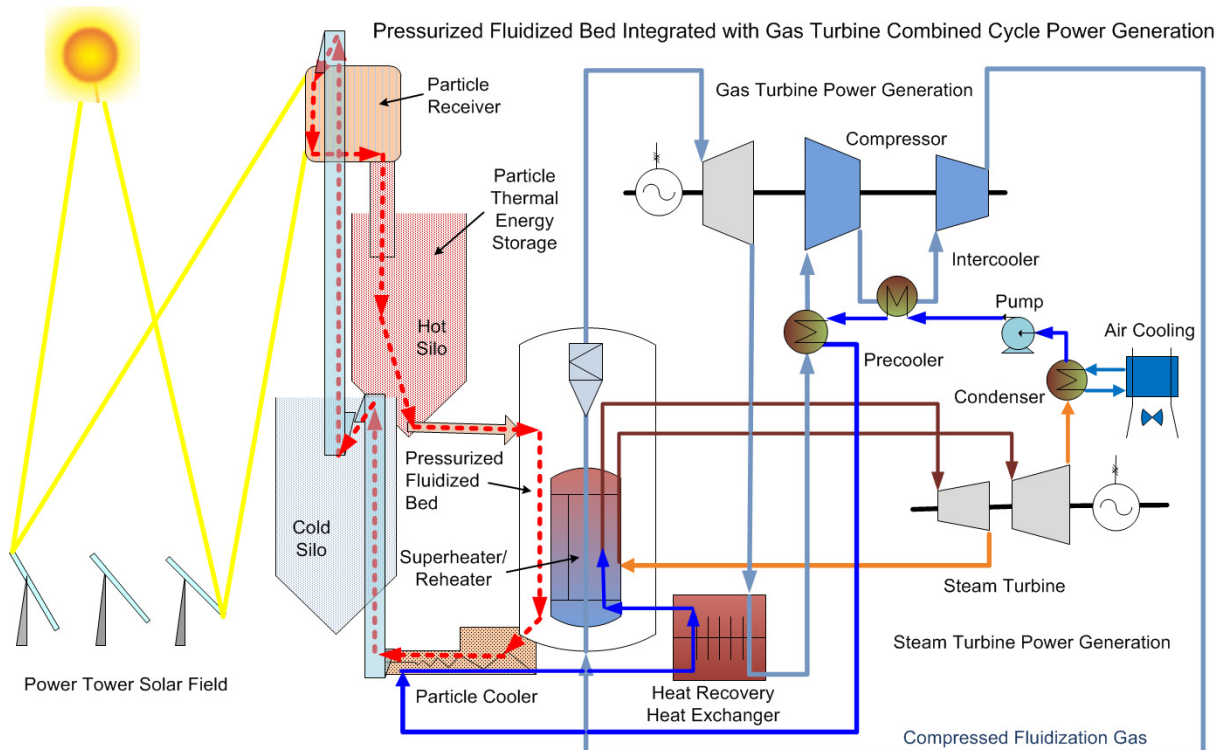 Pressurized Fluidized Bed Integrated with Gas Turbine Combined Cycle Power Generation
Particle
Receiver
Gas Turbine Power Generation
Compressor
Particle
Thermal
Energy
Storage
Intercooler
Pump
Air Cooling
Hot
Silo
Precooler
Condenser
Pressurized
Fluidized
Bed
Cold
Silo
Superheater/
Reheater
Steam Turbine
Steam Turbine Power Generation
Power Tower Solar Field
Particle Cooler
Heat Recovery
Heat Exchanger
Compressed Fluidization Gas